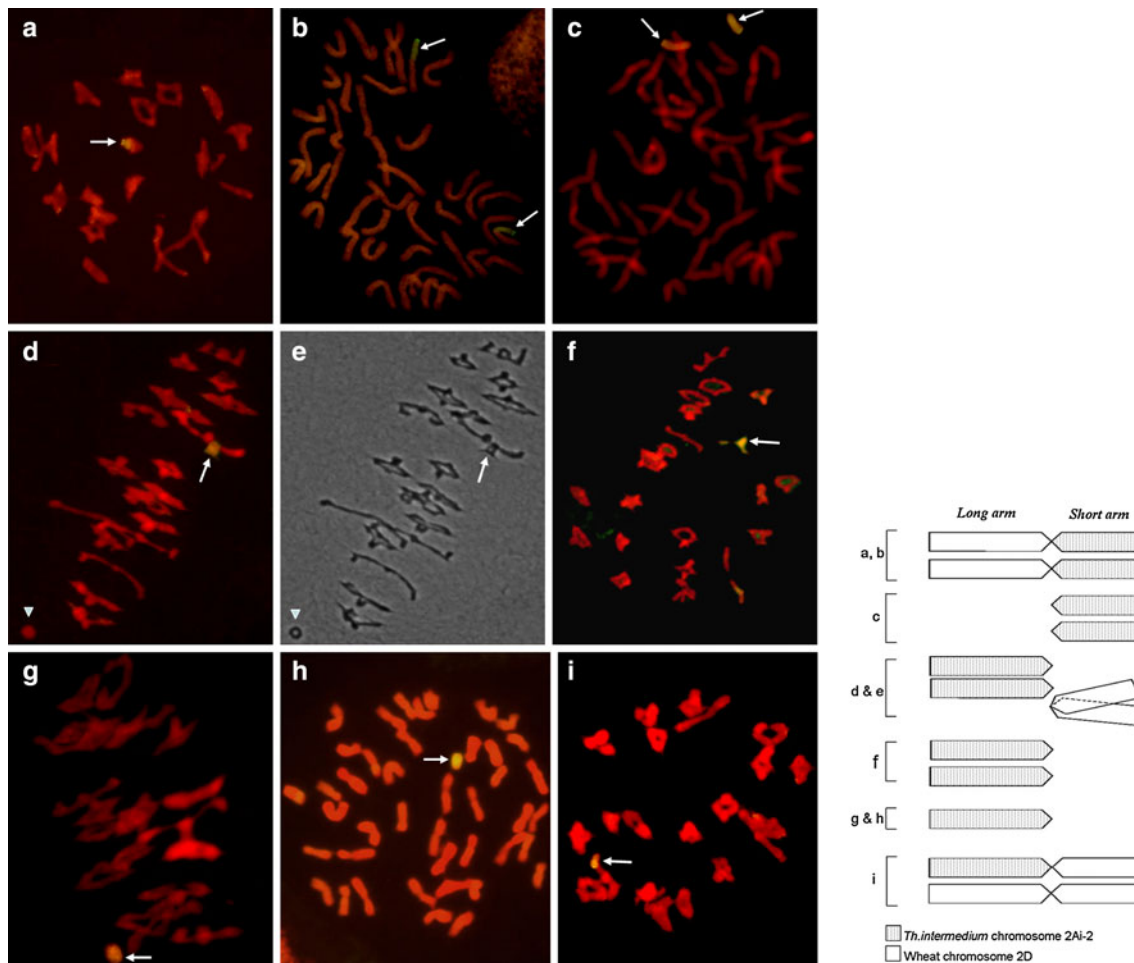 a
b
c
d
e
f
g
h
i
Long arm Short arm
a, b
c
d & e
f
g & h
i
Th.intermedium chromosome 2Ai-2
Wheat chromosome 2D